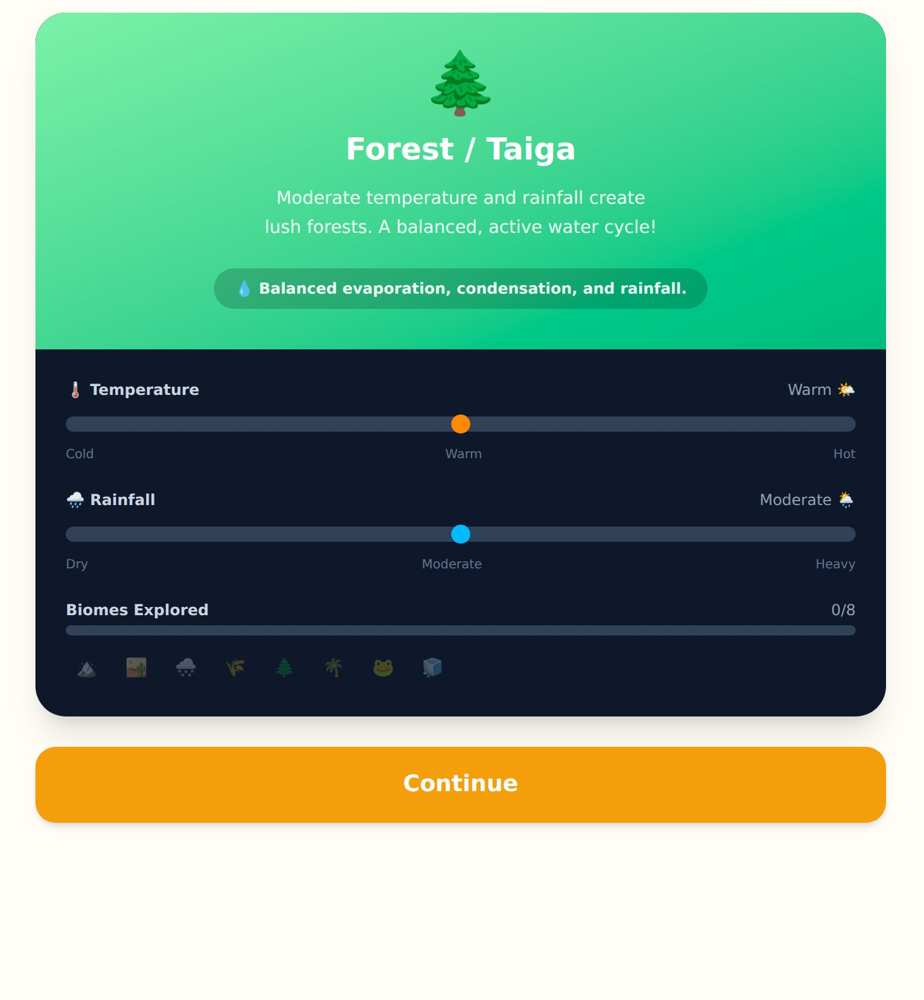 Forest / Taiga
Moderate temperature and rainfall create
lush forests. A balanced, active water cycle!
💧 Balanced evaporation, condensation, and rainfall.
🌡️ Temperature
Warm 🌤️
Cold
Warm
Hot
🌧️ Rainfall
Moderate 🌦️
Dry
Moderate
Heavy
Biomes Explored
0/8
Continue